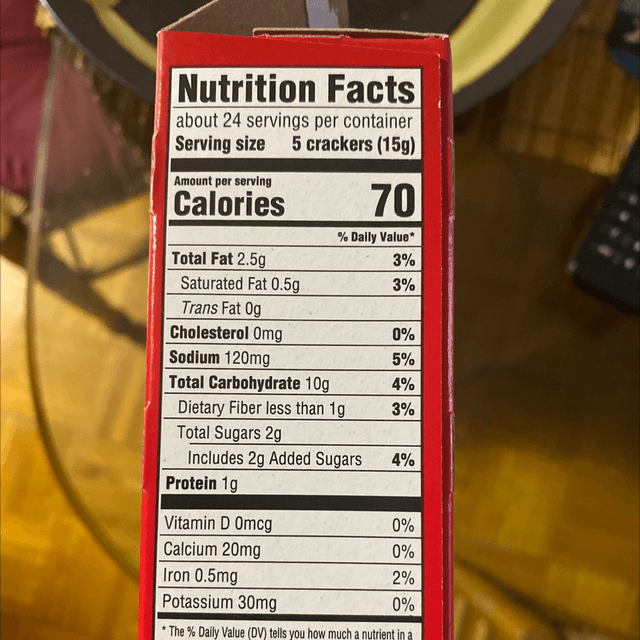 Nutrition Facts
about 24 servings per container
Serving size 5 crackers (15g)
Amount per serving
Calories 70
% Daily Value*
Total Fat 2.5g 3%
Saturated Fat 0.5g 3%
Trans Fat 0g
Cholesterol 0mg 0%
Sodium 120mg 5%
Total Carbohydrate 10g 4%
Dietary Fiber less than 1g 3%
Total Sugars 2g
Includes 2g Added Sugars 4%
Protein 1g
Vitamin D 0mcg 0%
Calcium 20mg 0%
Iron 0.5mg 2%
Potassium 30mg 0%
* The % Daily Value (DV) tells you how much a nutrient in a